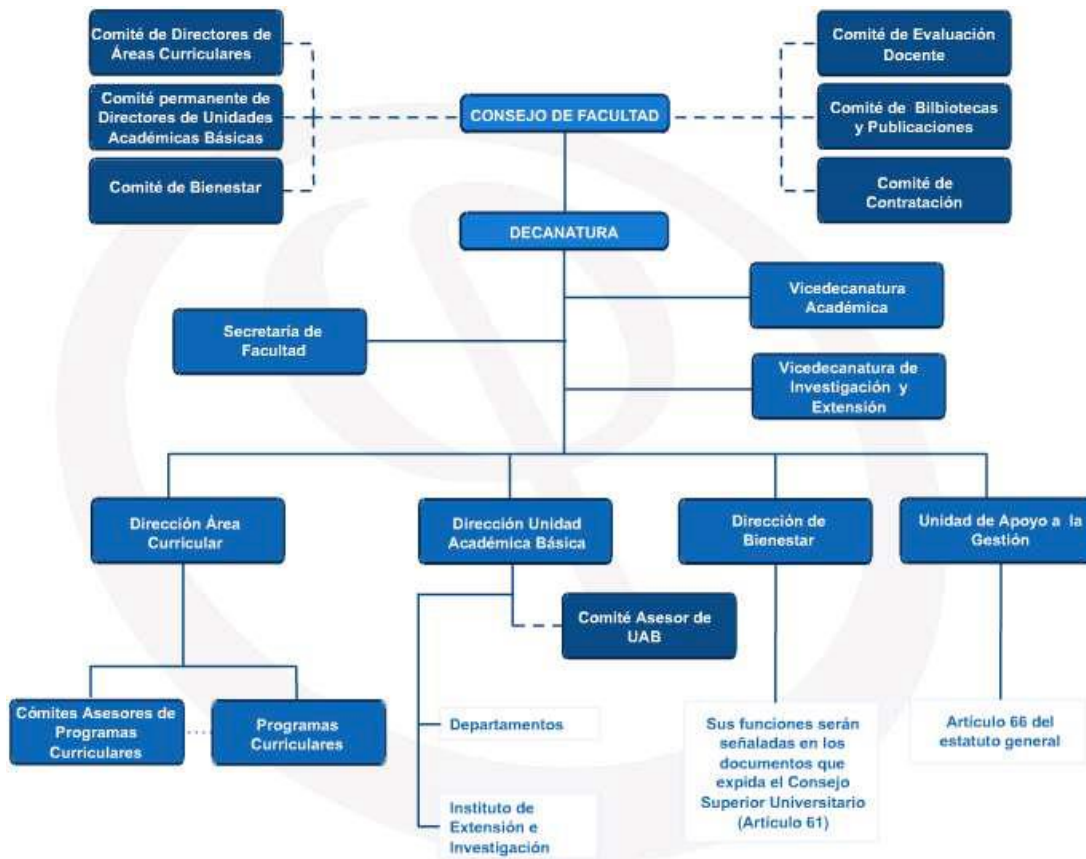 Comité de Directores de
Áreas Curriculares
Comité permanente de
Directores de Unidades
Académicas Básicas
Comité de Bienestar
CONSEJO DE FACULTAD
Comité de Evaluación
Docente
Comité de Bilbiotecas
y Publicaciones
Comité de
Contratación
DECANATURA
Vicedecanatura
Académica
Secretaría de
Facultad
Vicedecanatura de
Investigación y
Extensión
Dirección Área
Curricular
Dirección Unidad
Académica Básica
Dirección de
Bienestar
Unidad de Apoyo a la
Gestión
Comité Asesor de
UAB
Cómites Asesores de
Programas
Curriculares
Programas
Curriculares
Departamentos
Instituto de
Extensión e
Investigación
Sus funciones serán
señaladas en los
documentos que
expida el Consejo
Superior Universitario
(Artículo 61)
Artículo 66 del
estatuto general